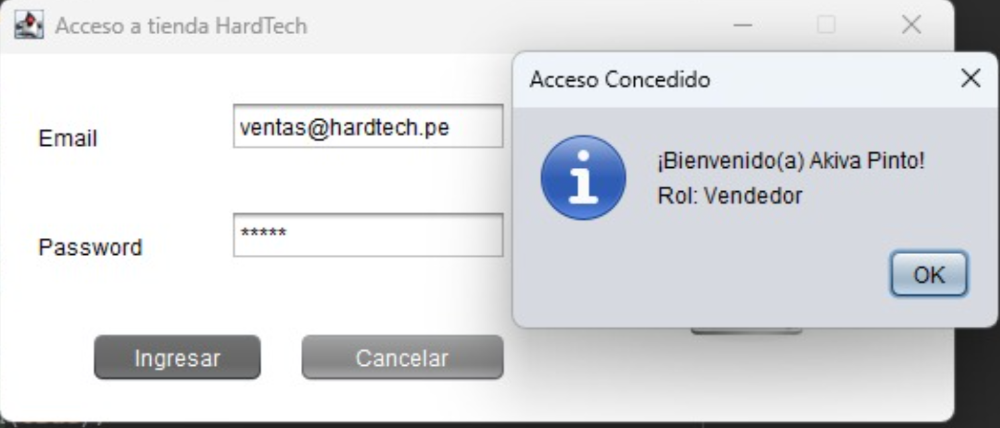 Acceso a tienda HardTech
Acceso Concedido
Email
ventas@hardtech.pe
¡Bienvenido(a) Akiva Pinto!
Rol: Vendedor
Password
*****
OK
Ingresar
Cancelar